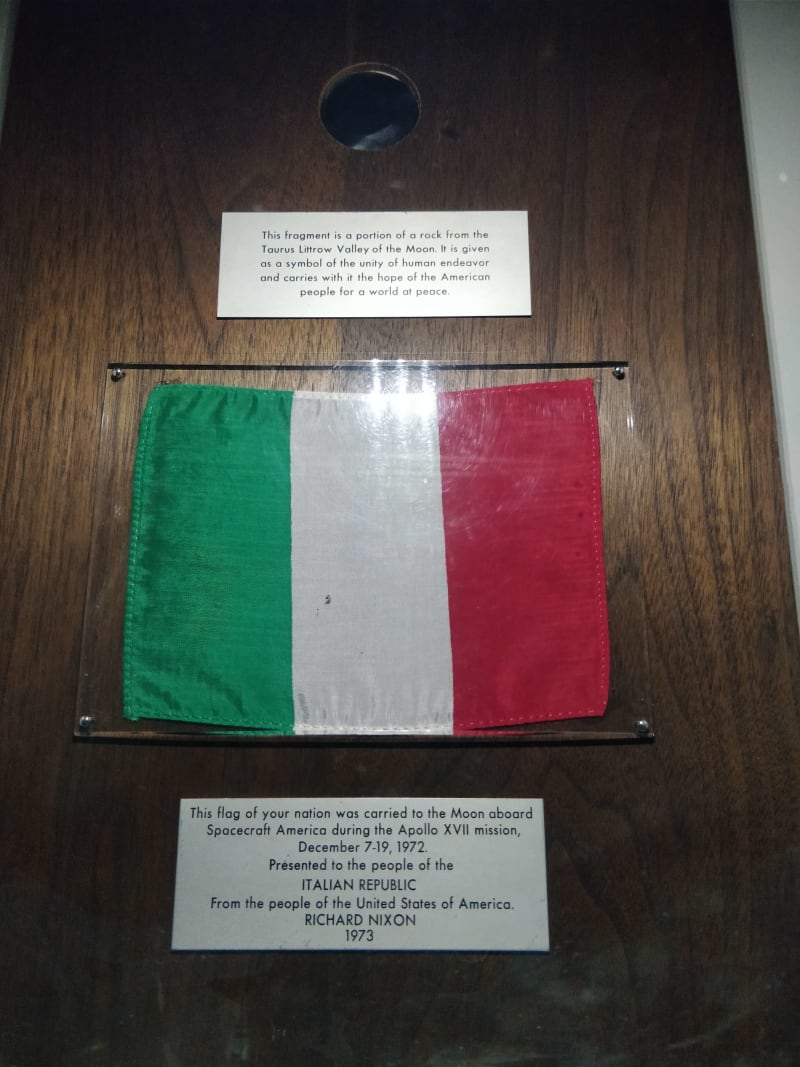 This fragment is a portion of a rock from the
Taurus Littrow Valley of the Moon. It is given
as a symbol of the unity of human endeavor
and carries with it the hope of the American
people for a world at peace.
This flag of your nation was carried to the Moon aboard
Spacecraft America during the Apollo XVII mission,
December 7-19, 1972.
Presented to the people of the
ITALIAN REPUBLIC
From the people of the United States of America.
RICHARD NIXON
1973